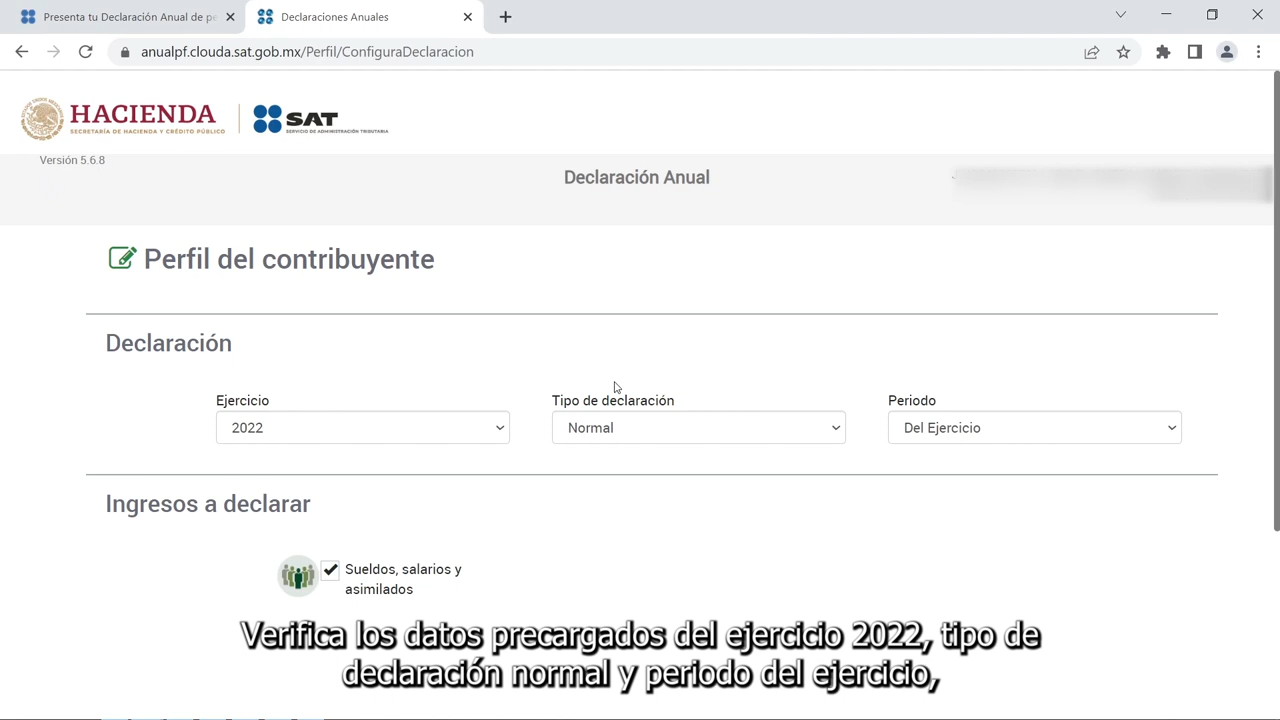 Presenta tu Declaración Anual de pe
Declaraciones Anuales
anualpf.clouda.sat.gob.mx/Perfil/ConfiguraDeclaracion
HACIENDA
SECRETARÍA DE HACIENDA Y CRÉDITO PÚBLICO
SAT
SERVICIO DE ADMINISTRACIÓN TRIBUTARIA
Versión 5.6.8
Declaración Anual
Perfil del contribuyente
Declaración
Ejercicio
Tipo de declaración
Periodo
2022
Normal
Del Ejercicio
Ingresos a declarar
Sueldos, salarios y
asimilados
Verifica los datos precargados del ejercicio 2022, tipo de
declaración normal y periodo del ejercicio,